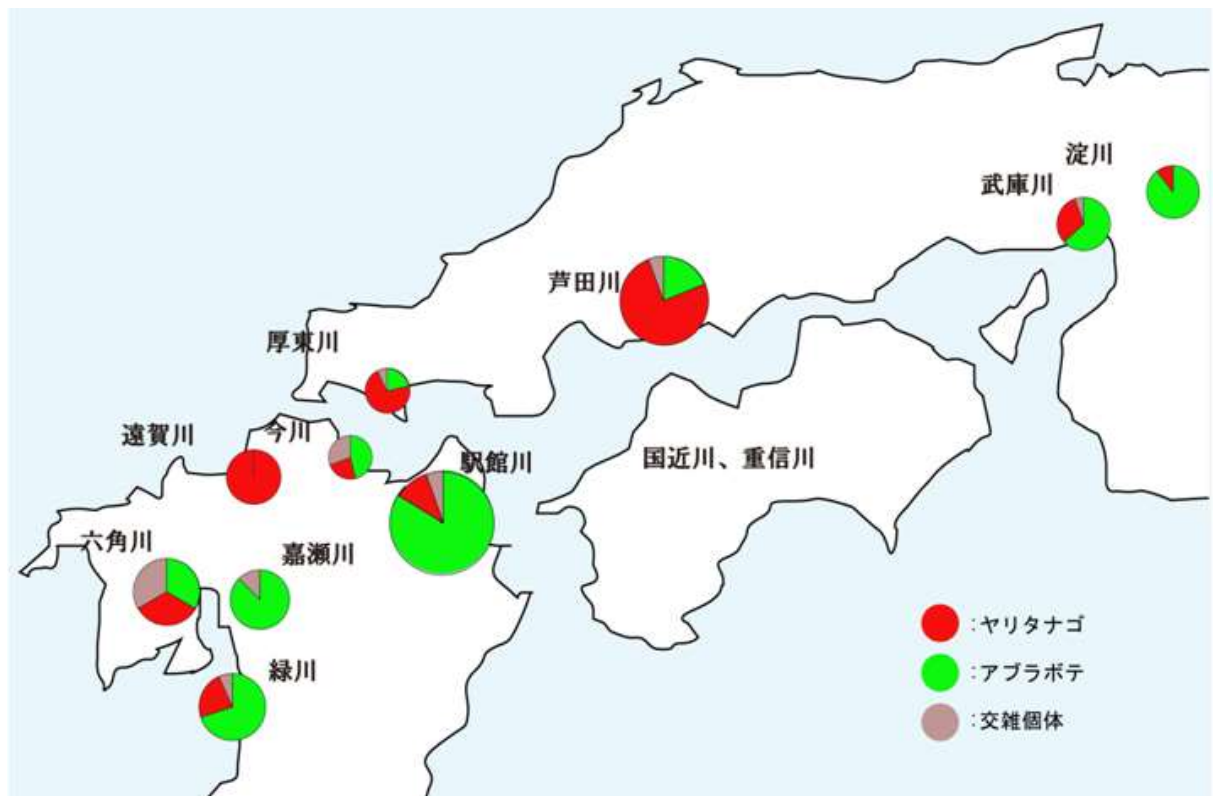 淀川
武庫川
芦田川
厚東川
遠賀川
今川
駅館川
国近川、重信川
六角川
嘉瀬川
緑川
:ヤリタナゴ
:アブラボテ
:交雑個体